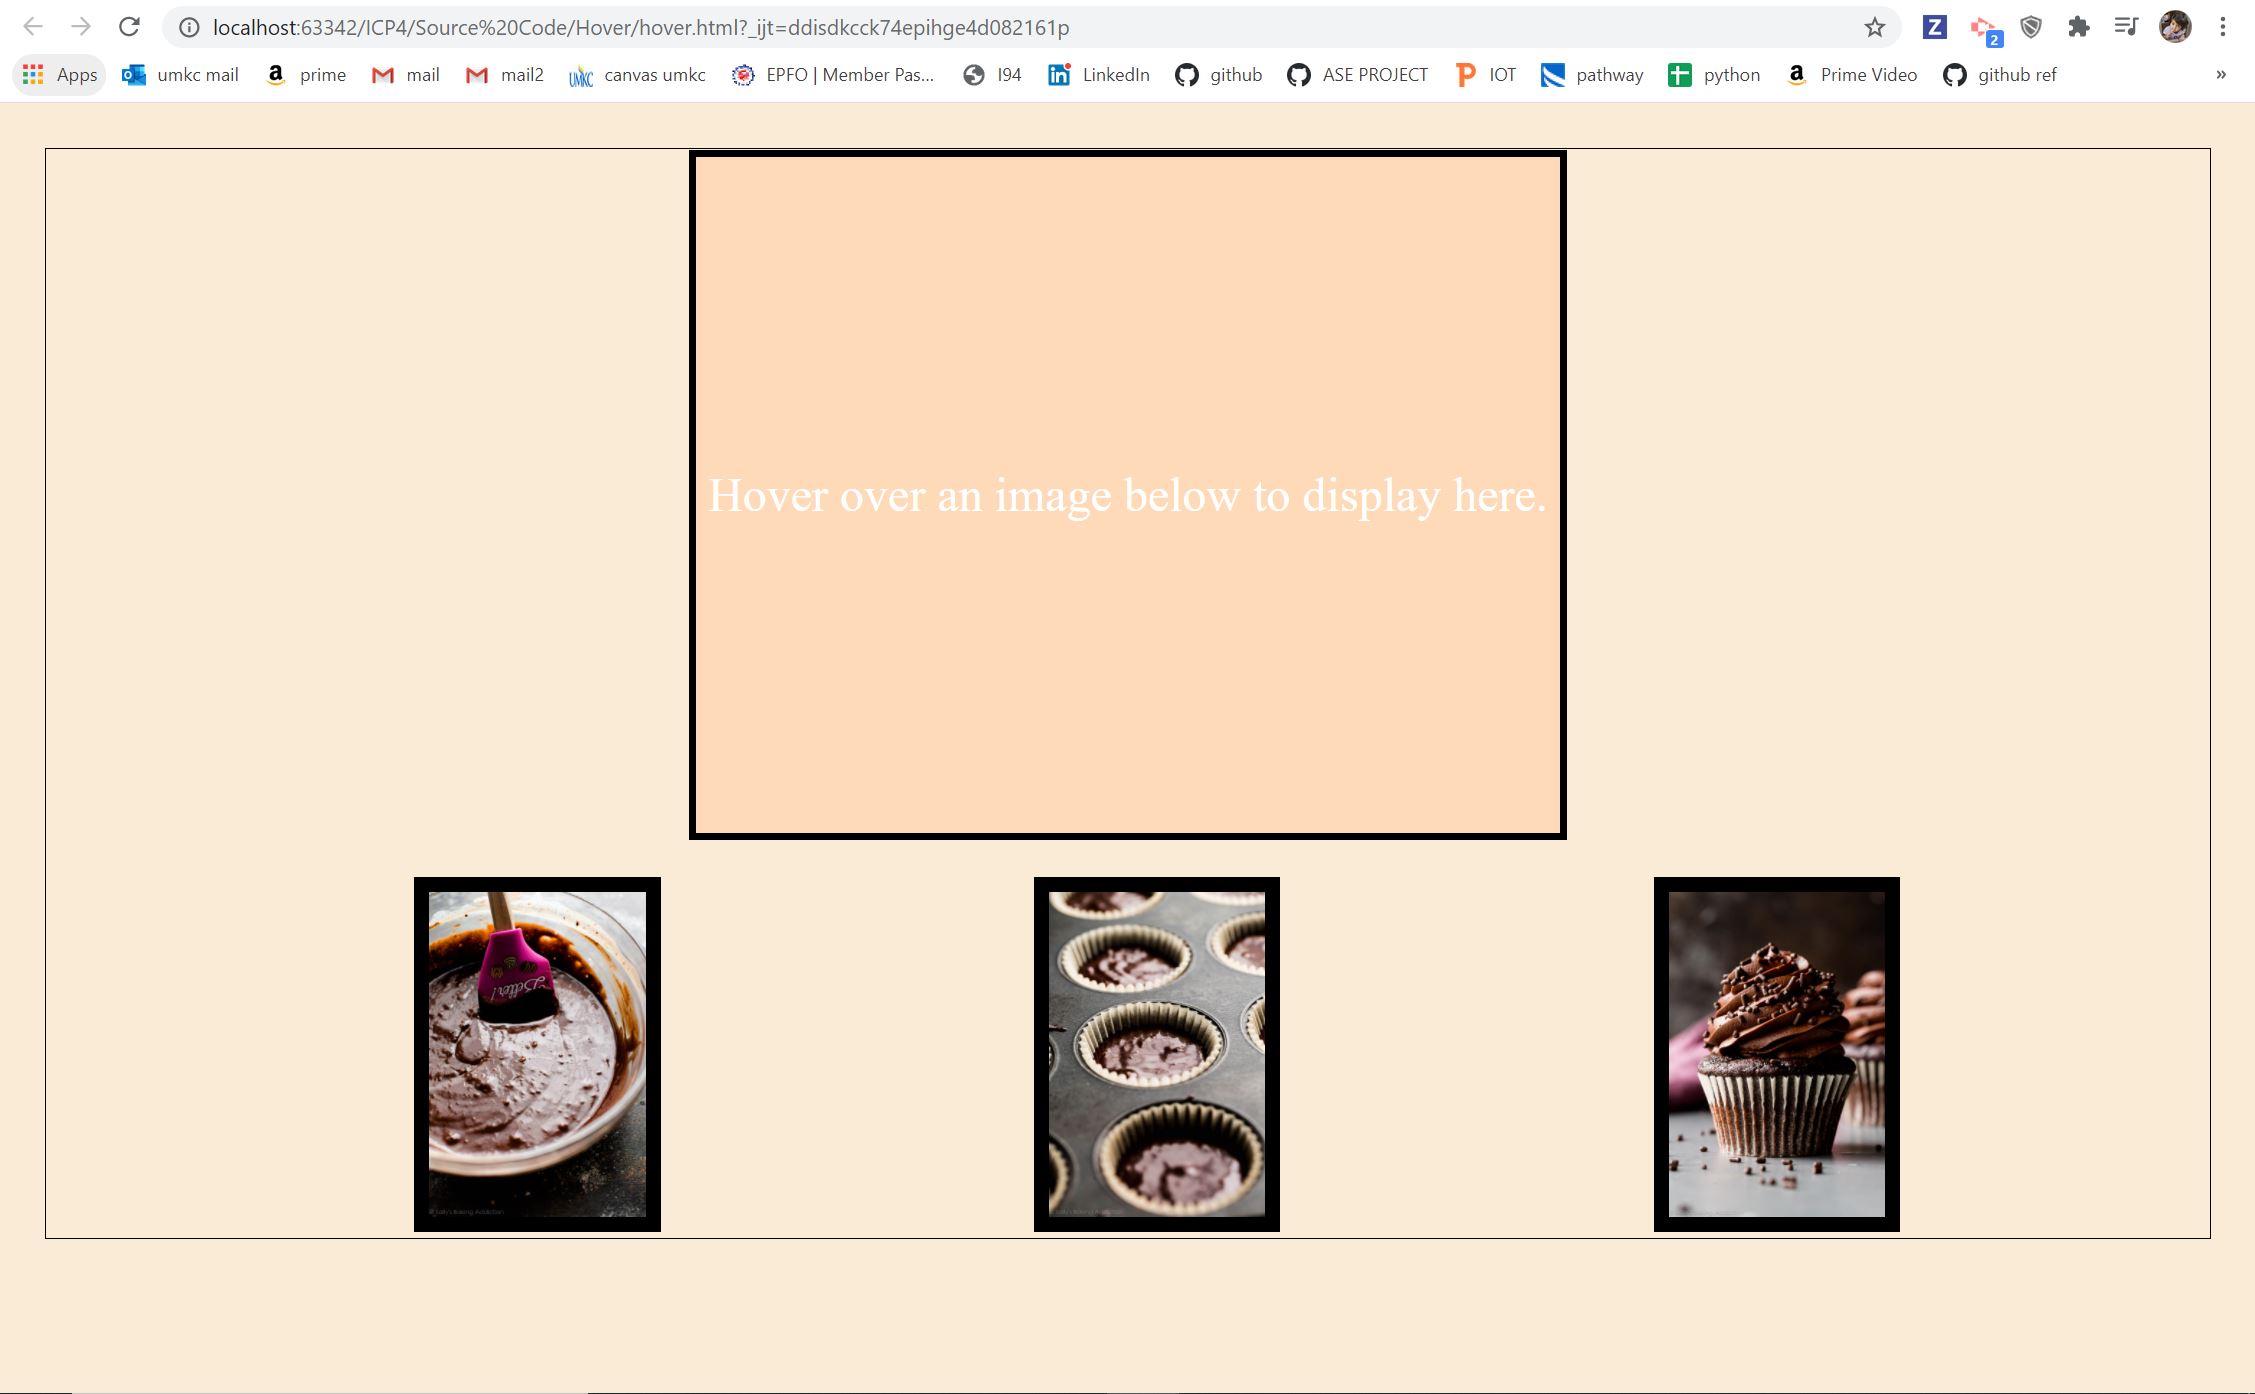 localhost:63342/ICP4/Source%20Code/Hover/hover.html?_ijt=ddisdkcck74epihge4d082161p
Z
2
Apps umkc mail prime mail mail2 canvas umkc EPFO | Member Pas... I94 LinkedIn github ASE PROJECT IOT pathway python Prime Video github ref »
Hover over an image below to display here.
Better!